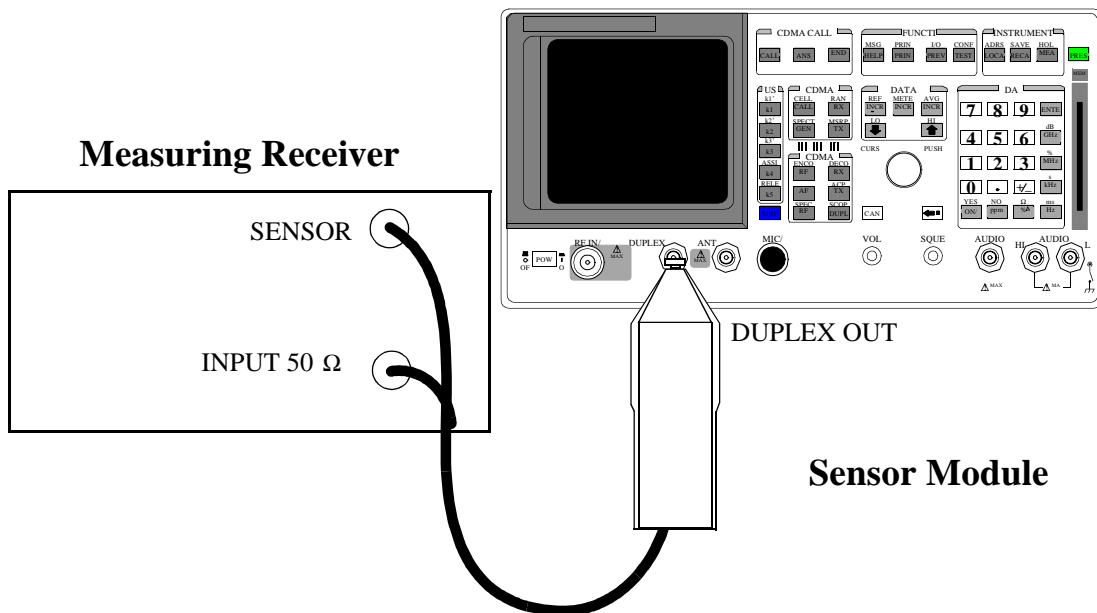 Measuring Receiver
SENSOR
INPUT 50 Ω
CDMA CALL
CALL ANS END
FUNCTI
MSG PRIN I/O CONF
HELP PRIN PREV TEST
INSTRUMENT
ADRS SAVE HOL
LOCA RECA MEA
PRES
MEM
US
k1'
k1
k2'
k2
k3'
k3
ASSI
k4
RELE
k5
CDMA
CELL RAN
CALL RX
SPECT MSRP
GEN TX
CDMA
ENCO DECO
RF RX
ACP
AF TX
SPEC SCOP
RF DUPL
DATA
REF METE AVG
INCR INCR INCR
LO HI
CURS PUSH
CAN
DA
7 8 9 ENTE
dB
4 5 6 GHz
%
1 2 3 MHz
s
0 . +/− kHz
YES NO Ω ms
ON/ ppm %Δ Hz
OF POW O
RF IN/
MAX
DUPLEX
MAX
ANT
MIC/
VOL
SQUE
AUDIO
MAX
HI AUDIO L
MA
DUPLEX OUT
Sensor Module